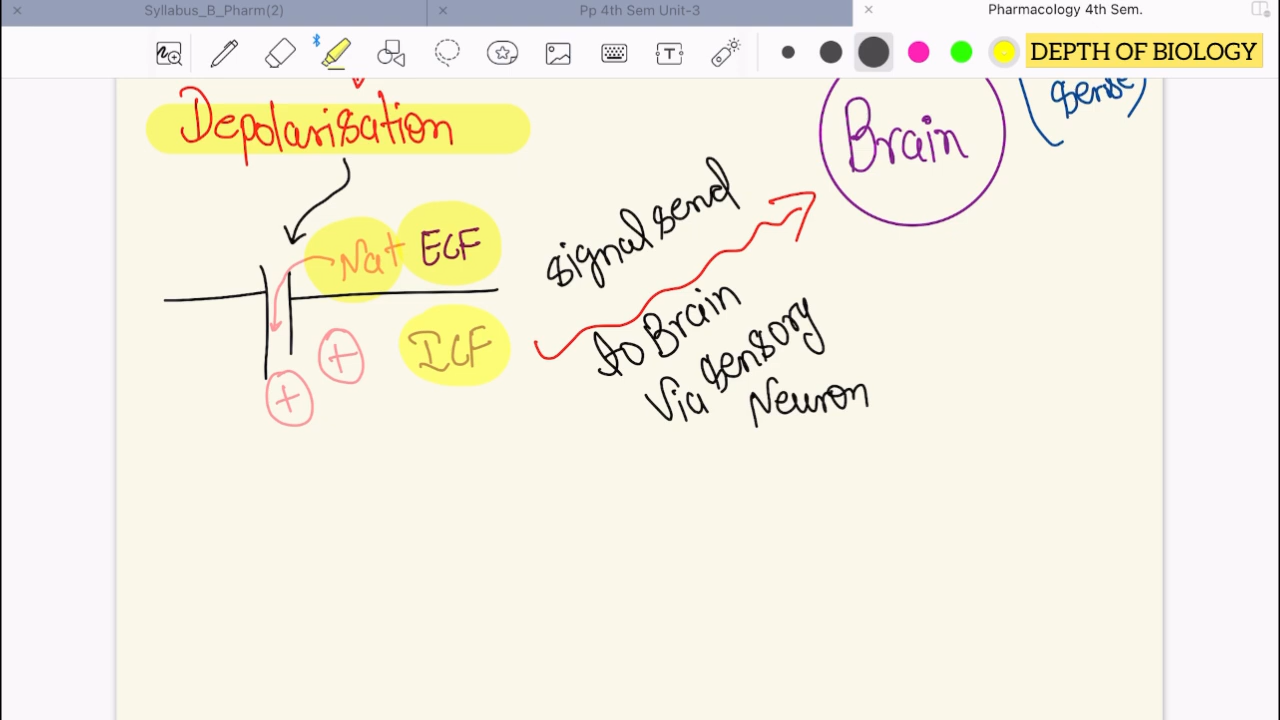 Syllabus_B_Pharm(2)
Pp 4th Sem Unit-3
Pharmacology 4th Sem.
DEPTH OF BIOLOGY
sense)
Depolarisation
Brain
Na+ ECF
ICF
+
+
signal send
to Brain
via sensory
Neuron